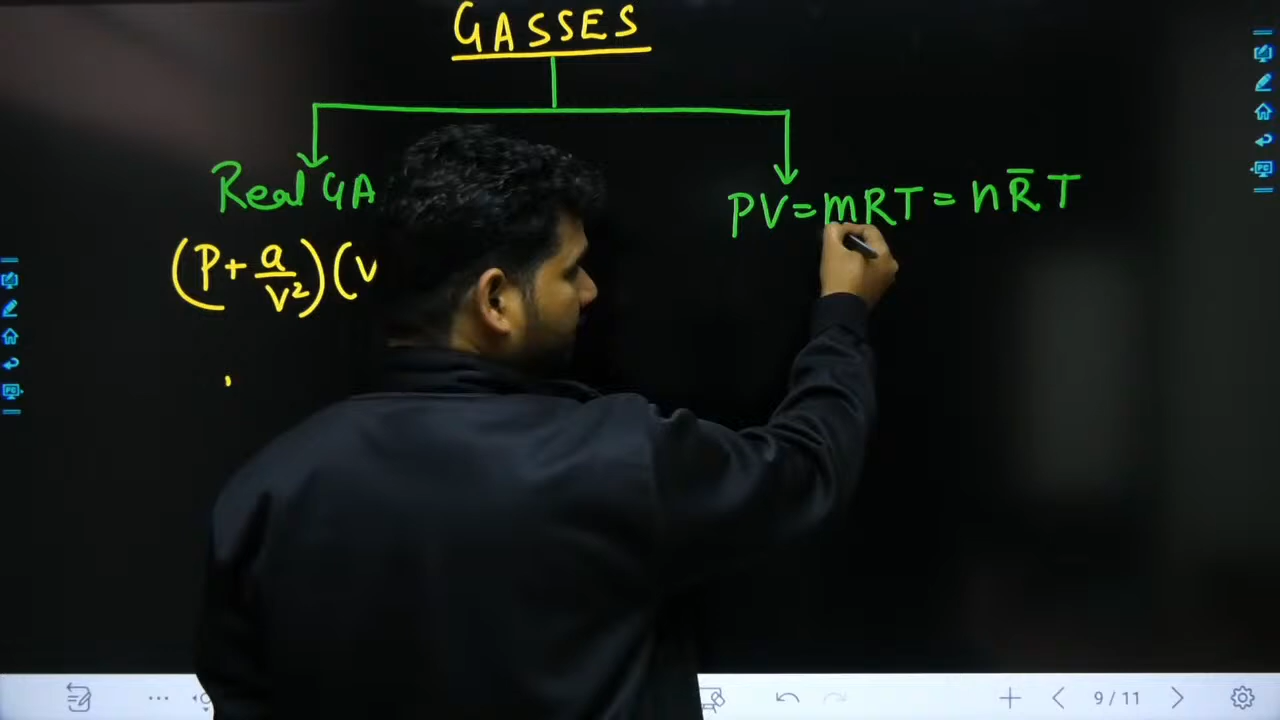 GASSES
Real GA
PV = mRT = nR̅T
(P + a/V²)(V
9 / 11